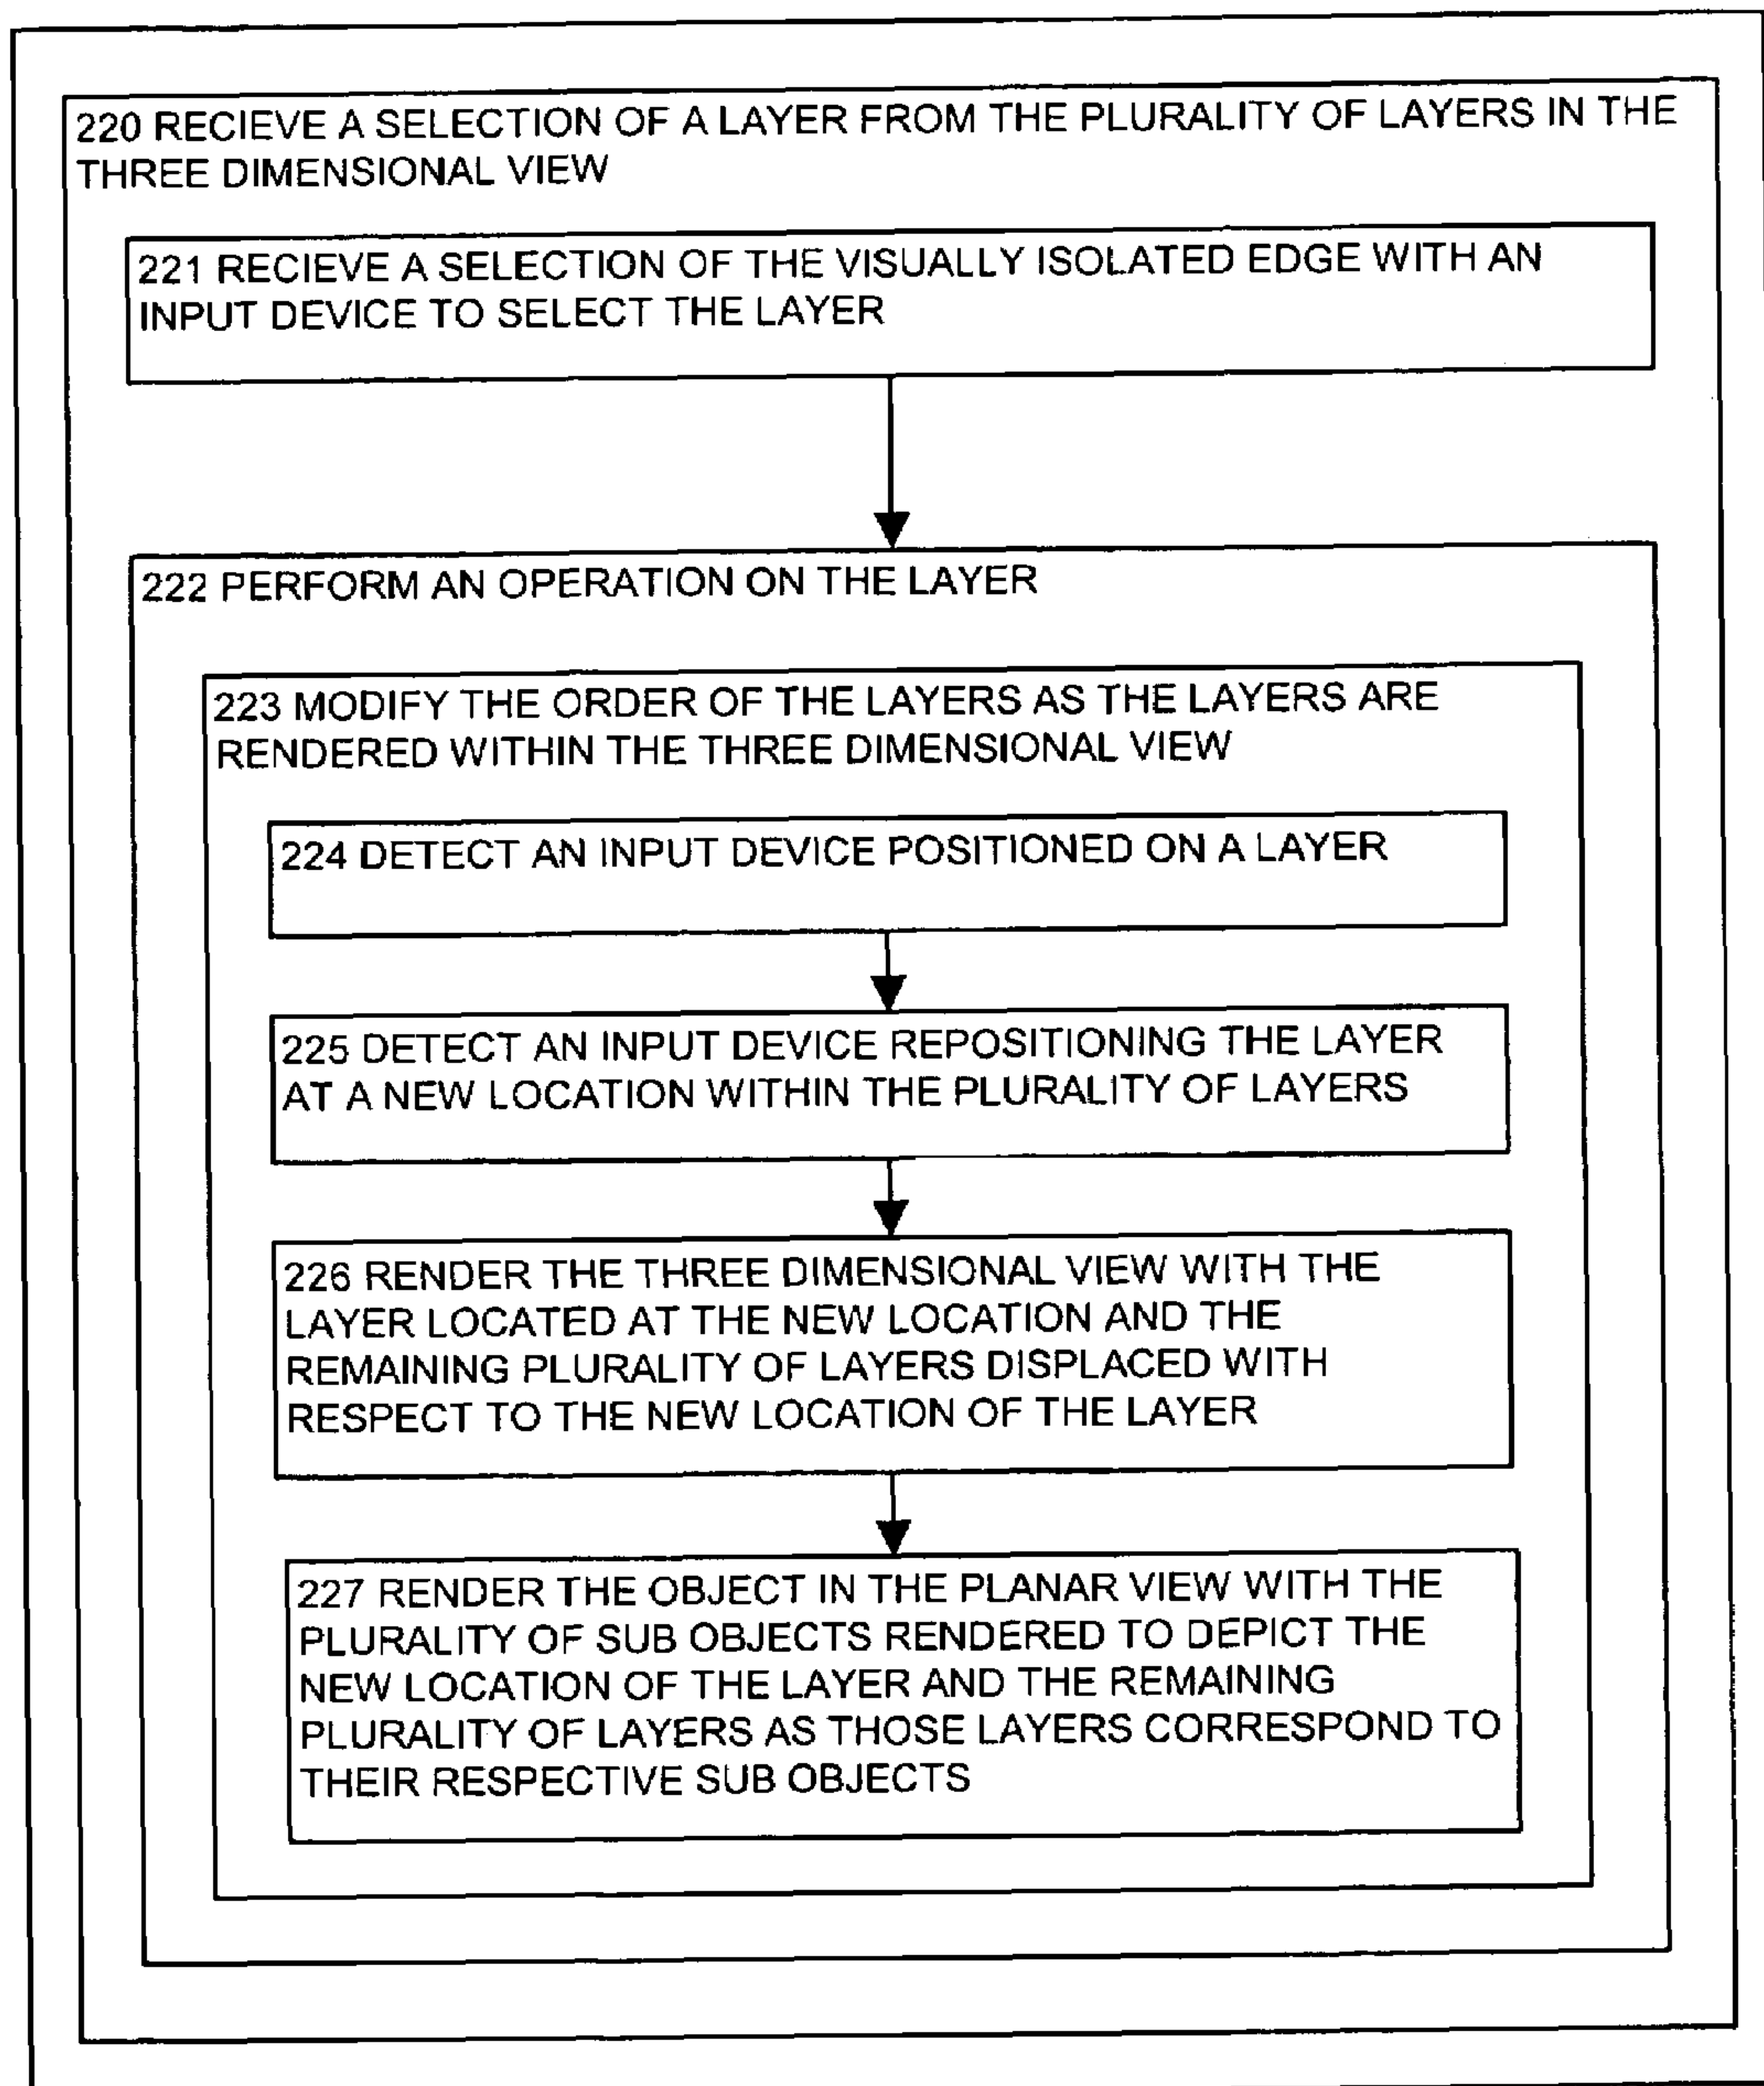 220 RECIEVE A SELECTION OF A LAYER FROM THE PLURALITY OF LAYERS IN THE
THREE DIMENSIONAL VIEW
221 RECIEVE A SELECTION OF THE VISUALLY ISOLATED EDGE WITH AN
INPUT DEVICE TO SELECT THE LAYER
222 PERFORM AN OPERATION ON THE LAYER
223 MODIFY THE ORDER OF THE LAYERS AS THE LAYERS ARE
RENDERED WITHIN THE THREE DIMENSIONAL VIEW
224 DETECT AN INPUT DEVICE POSITIONED ON A LAYER
225 DETECT AN INPUT DEVICE REPOSITIONING THE LAYER
AT A NEW LOCATION WITHIN THE PLURALITY OF LAYERS
226 RENDER THE THREE DIMENSIONAL VIEW WITH THE
LAYER LOCATED AT THE NEW LOCATION AND THE
REMAINING PLURALITY OF LAYERS DISPLACED WITH
RESPECT TO THE NEW LOCATION OF THE LAYER
227 RENDER THE OBJECT IN THE PLANAR VIEW WITH THE
PLURALITY OF SUB OBJECTS RENDERED TO DEPICT THE
NEW LOCATION OF THE LAYER AND THE REMAINING
PLURALITY OF LAYERS AS THOSE LAYERS CORRESPOND TO
THEIR RESPECTIVE SUB OBJECTS